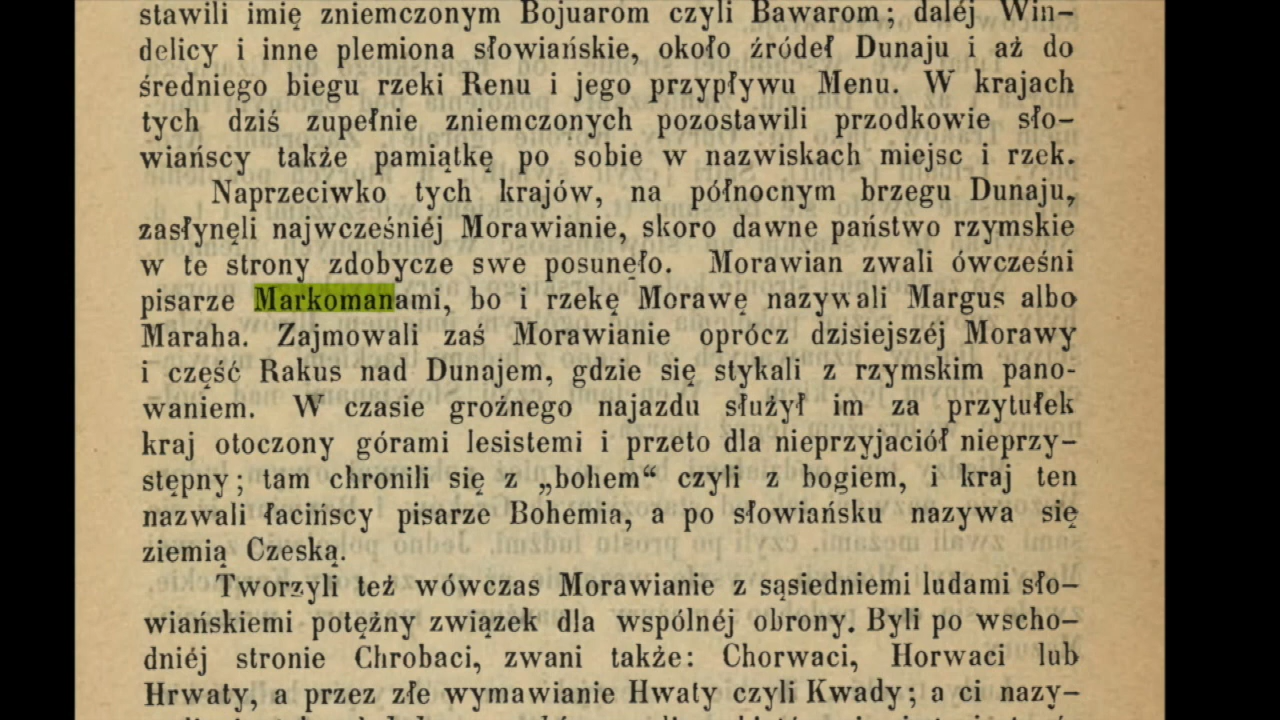 stawili imię zniemczonym Bojuarom czyli Bawarom; daléj Win-
delicy i inne plemiona słowiańskie, około źródeł Dunaju i aż do
średniego biegu rzeki Renu i jego przypływu Menu. W krajach
tych dziś zupełnie zniemczonych pozostawili przodkowie sło-
wiańscy także pamiątkę po sobie w nazwiskach miejsc i rzek.
Naprzeciwko tych krajów, na północnym brzegu Dunaju,
zasłynęli najwcześniéj Morawianie, skoro dawne państwo rzymskie
w te strony zdobycze swe posunęło. Morawian zwali ówcześni
pisarze Markomanami, bo i rzekę Morawę nazywali Margus albo
Maraha. Zajmowali zaś Morawianie oprócz dzisiejszéj Morawy
i część Rakus nad Dunajem, gdzie się stykali z rzymskim pano-
waniem. W czasie groźnego najazdu służył im za przytułek
kraj otoczony górami lesistemi i przeto dla nieprzyjaciół nieprzy-
stępny; tam chronili się z „bohem“ czyli z bogiem, i kraj ten
nazwali łacińscy pisarze Bohemia, a po słowiańsku nazywa się
ziemią Czeską.
Tworzyli też wówczas Morawianie z sąsiedniemi ludami sło-
wiańskiemi potężny związek dla wspólnéj obrony. Byli po wscho-
dniéj stronie Chrobaci, zwani także: Chorwaci, Horwaci lub
Hrwaty, a przez złe wymawianie Hwaty czyli Kwady; a ci nazy-